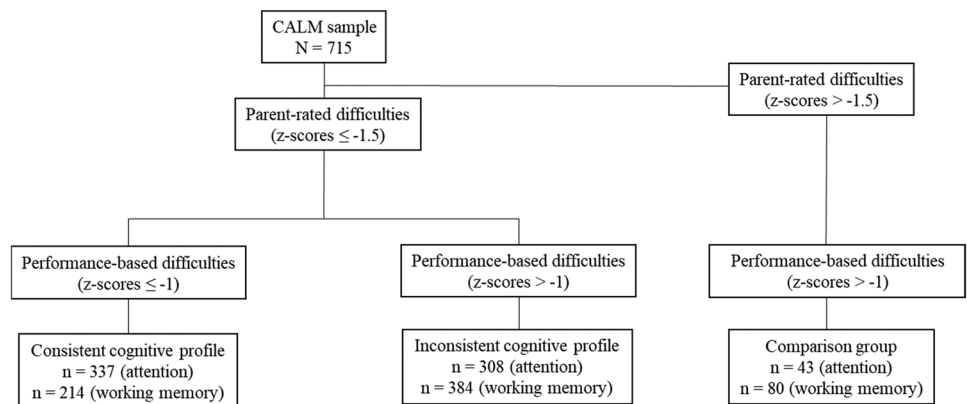 CALM sample
N = 715
Parent-rated difficulties
(z-scores > -1.5)
Parent-rated difficulties
(z-scores ≤ -1.5)
Performance-based difficulties
(z-scores ≤ -1)
Performance-based difficulties
(z-scores > -1)
Performance-based difficulties
(z-scores > -1)
Consistent cognitive profile
n = 337 (attention)
n = 214 (working memory)
Inconsistent cognitive profile
n = 308 (attention)
n = 384 (working memory)
Comparison group
n = 43 (attention)
n = 80 (working memory)